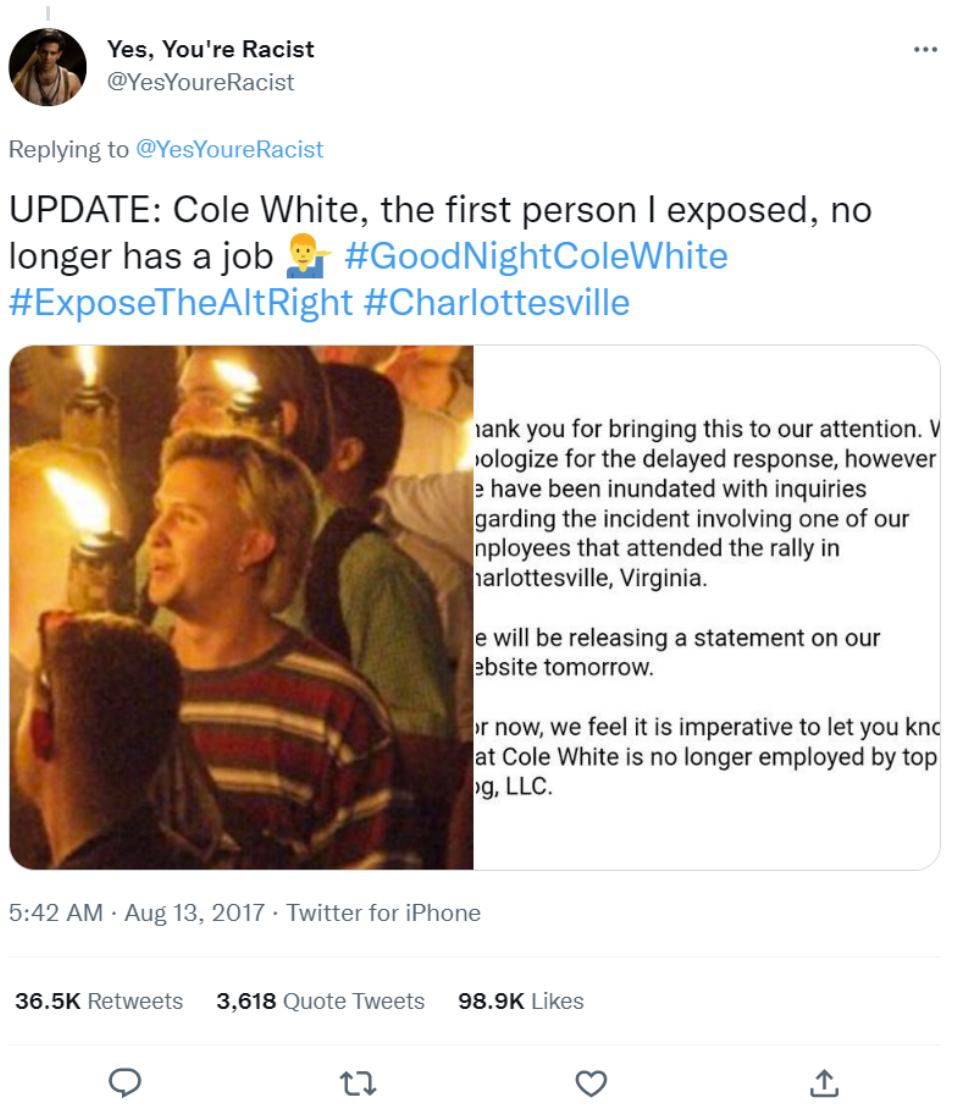 Yes, You're Racist
@YesYoureRacist
Replying to @YesYoureRacist
UPDATE: Cole White, the first person I exposed, no
longer has a job 💁‍♂️ #GoodNightColeWhite
#ExposeTheAltRight #Charlottesville
ank you for bringing this to our attention. W
ologize for the delayed response, however
e have been inundated with inquiries
garding the incident involving one of our
mployees that attended the rally in
harlottesville, Virginia.
e will be releasing a statement on our
ebsite tomorrow.
or now, we feel it is imperative to let you kno
at Cole White is no longer employed by top
og, LLC.
5:42 AM · Aug 13, 2017 · Twitter for iPhone
36.5K Retweets 3,618 Quote Tweets 98.9K Likes